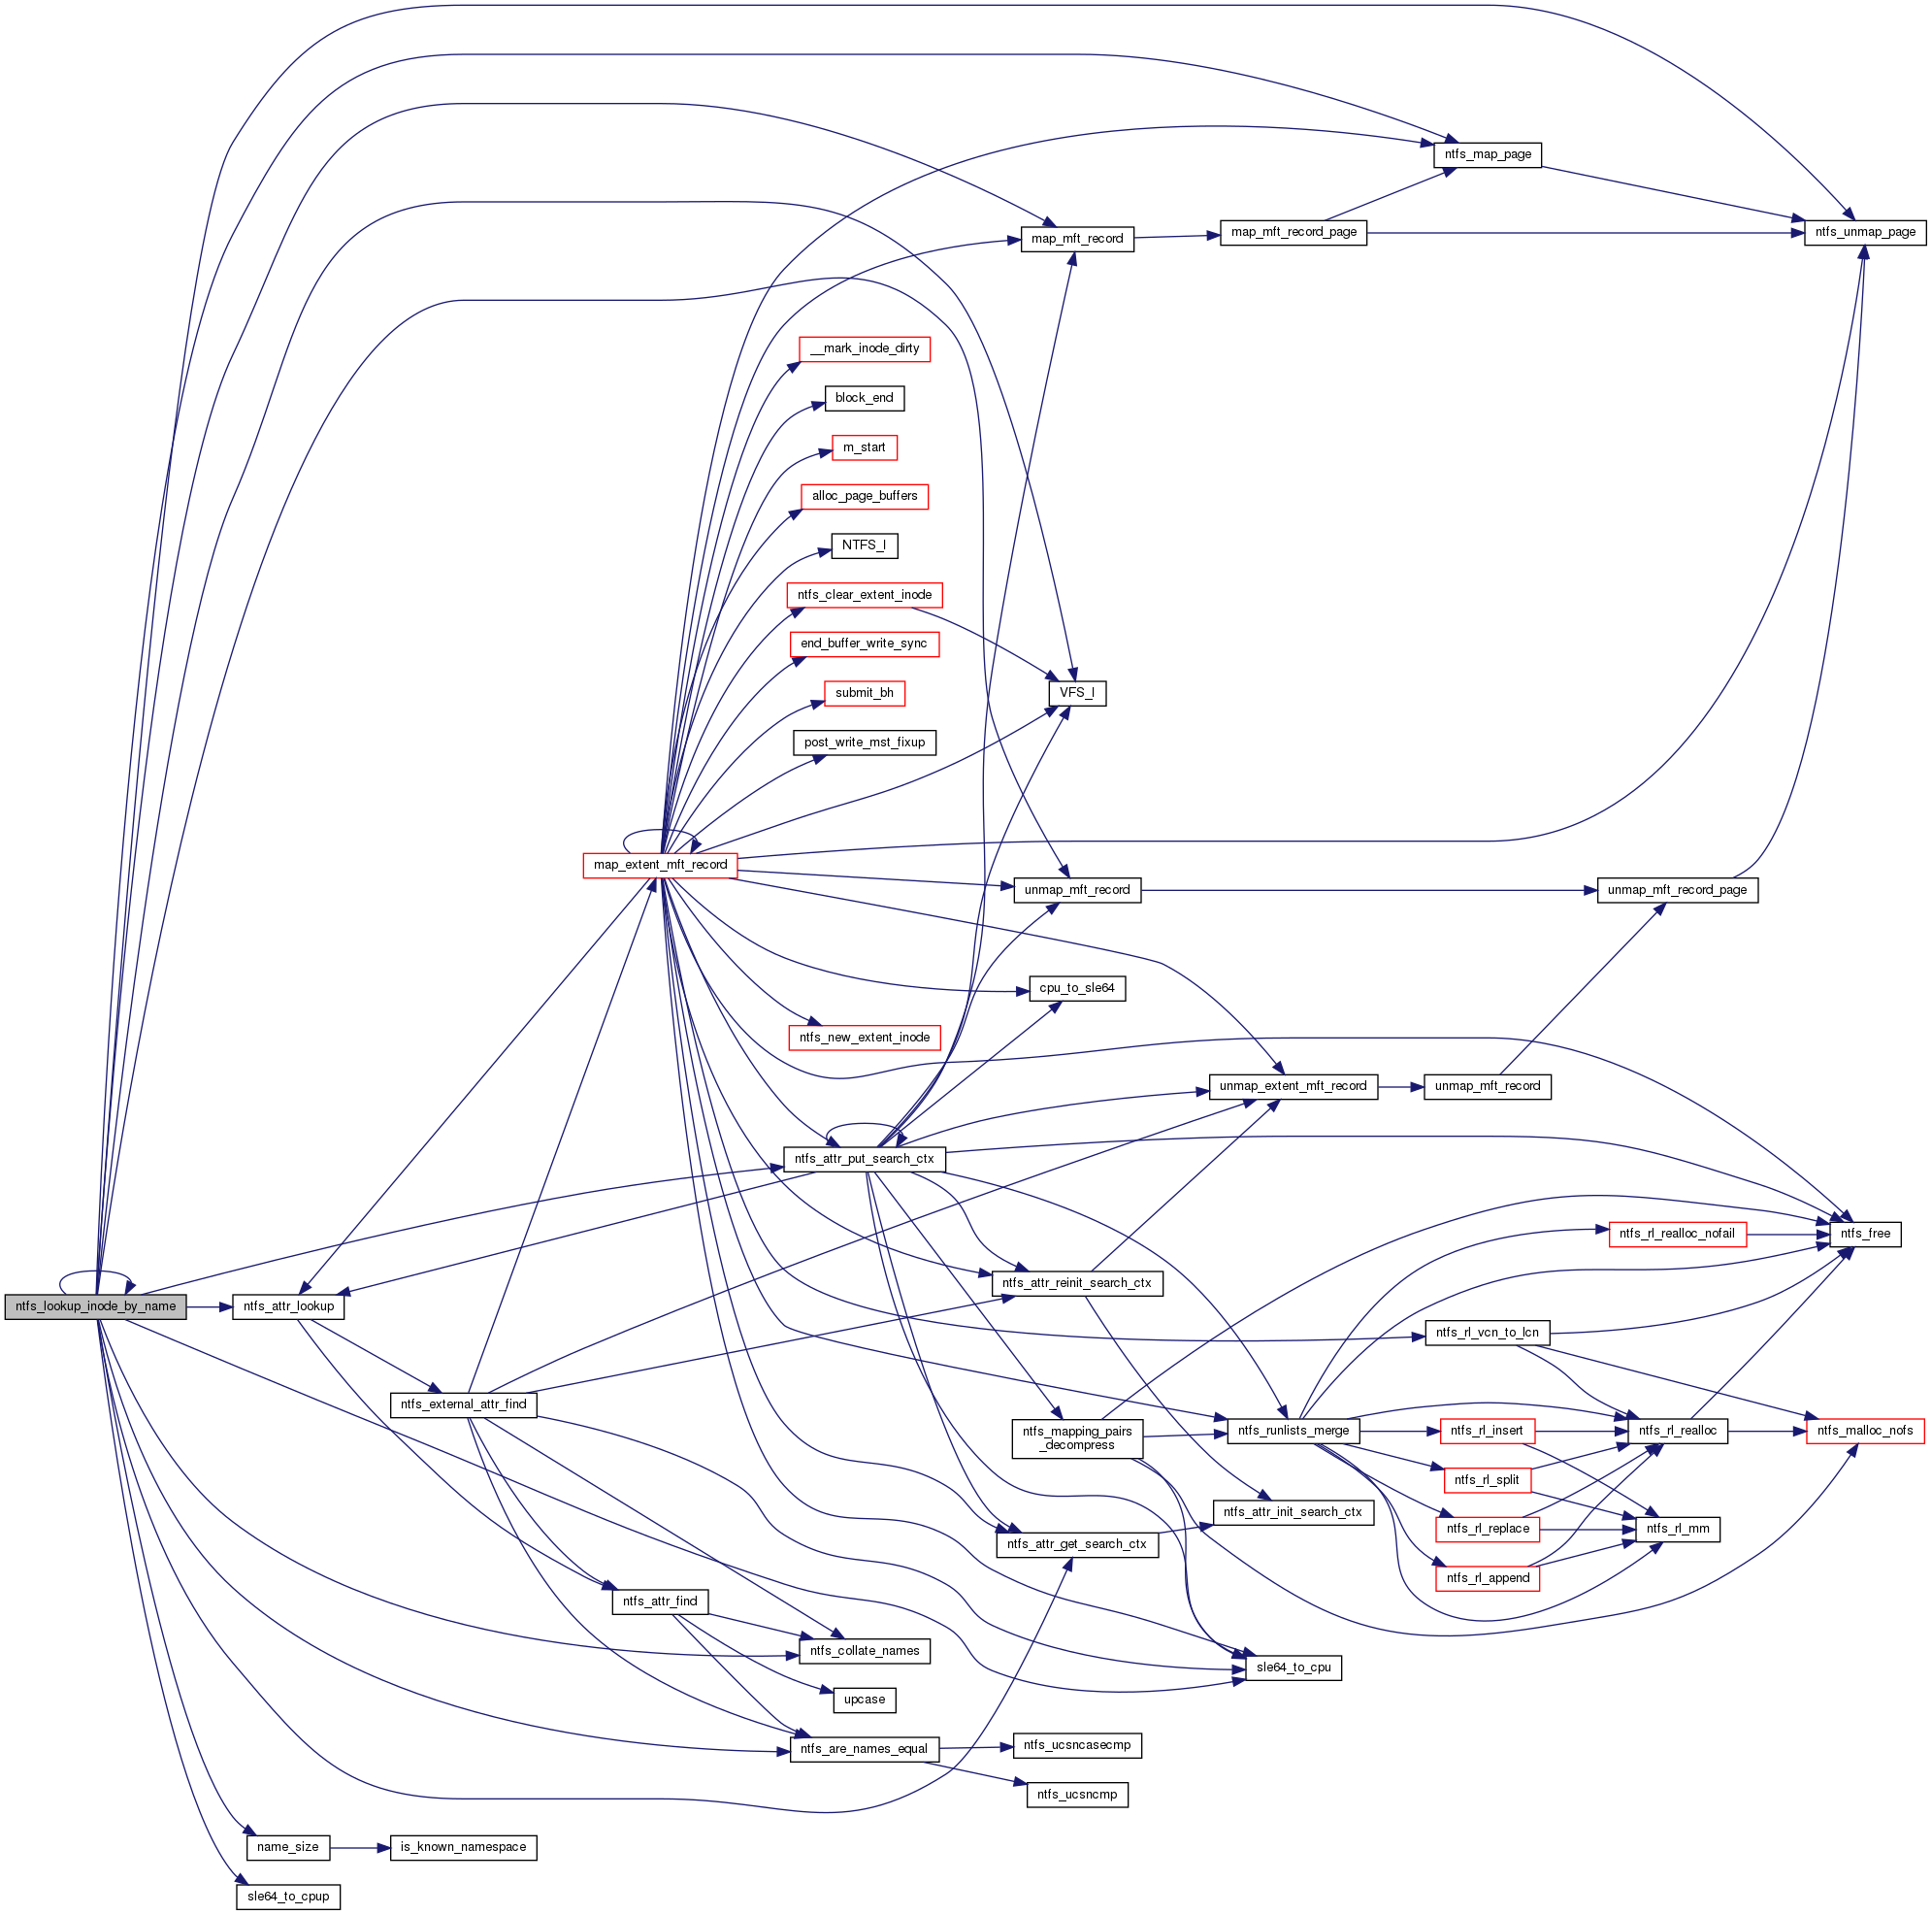 ntfs_map_page
ntfs_unmap_page
map_mft_record
map_mft_record_page
__mark_inode_dirty
block_end
m_start
alloc_page_buffers
NTFS_I
ntfs_clear_extent_inode
end_buffer_write_sync
submit_bh
VFS_I
post_write_mst_fixup
map_extent_mft_record
unmap_mft_record
unmap_mft_record_page
cpu_to_sle64
ntfs_new_extent_inode
unmap_extent_mft_record
unmap_mft_record
ntfs_attr_put_search_ctx
ntfs_rl_realloc_nofail
ntfs_free
ntfs_attr_reinit_search_ctx
ntfs_lookup_inode_by_name
ntfs_attr_lookup
ntfs_rl_vcn_to_lcn
ntfs_external_attr_find
ntfs_mapping_pairs
_decompress
ntfs_runlists_merge
ntfs_rl_insert
ntfs_rl_realloc
ntfs_malloc_nofs
ntfs_rl_split
ntfs_attr_init_search_ctx
ntfs_rl_replace
ntfs_rl_mm
ntfs_attr_get_search_ctx
ntfs_rl_append
ntfs_attr_find
ntfs_collate_names
sle64_to_cpu
upcase
ntfs_are_names_equal
ntfs_ucsncasecmp
ntfs_ucsncmp
name_size
is_known_namespace
sle64_to_cpup